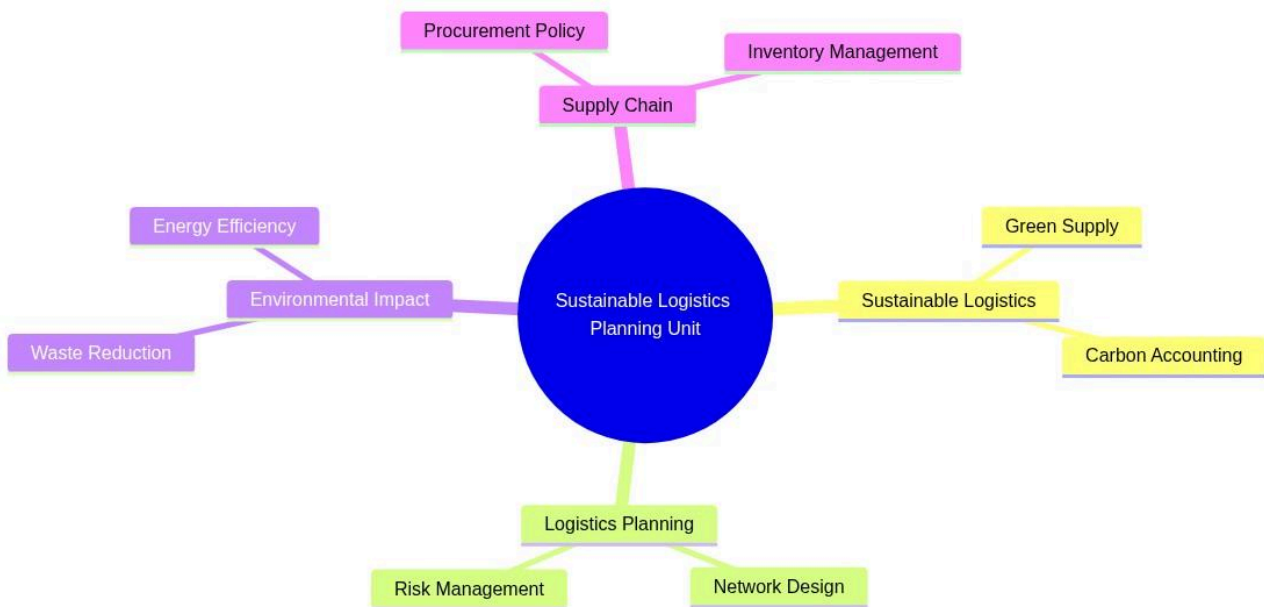 Procurement Policy
Inventory Management
Supply Chain
Energy Efficiency
Green Supply
Environmental Impact
Sustainable Logistics
Planning Unit
Sustainable Logistics
Waste Reduction
Carbon Accounting
Logistics Planning
Risk Management
Network Design